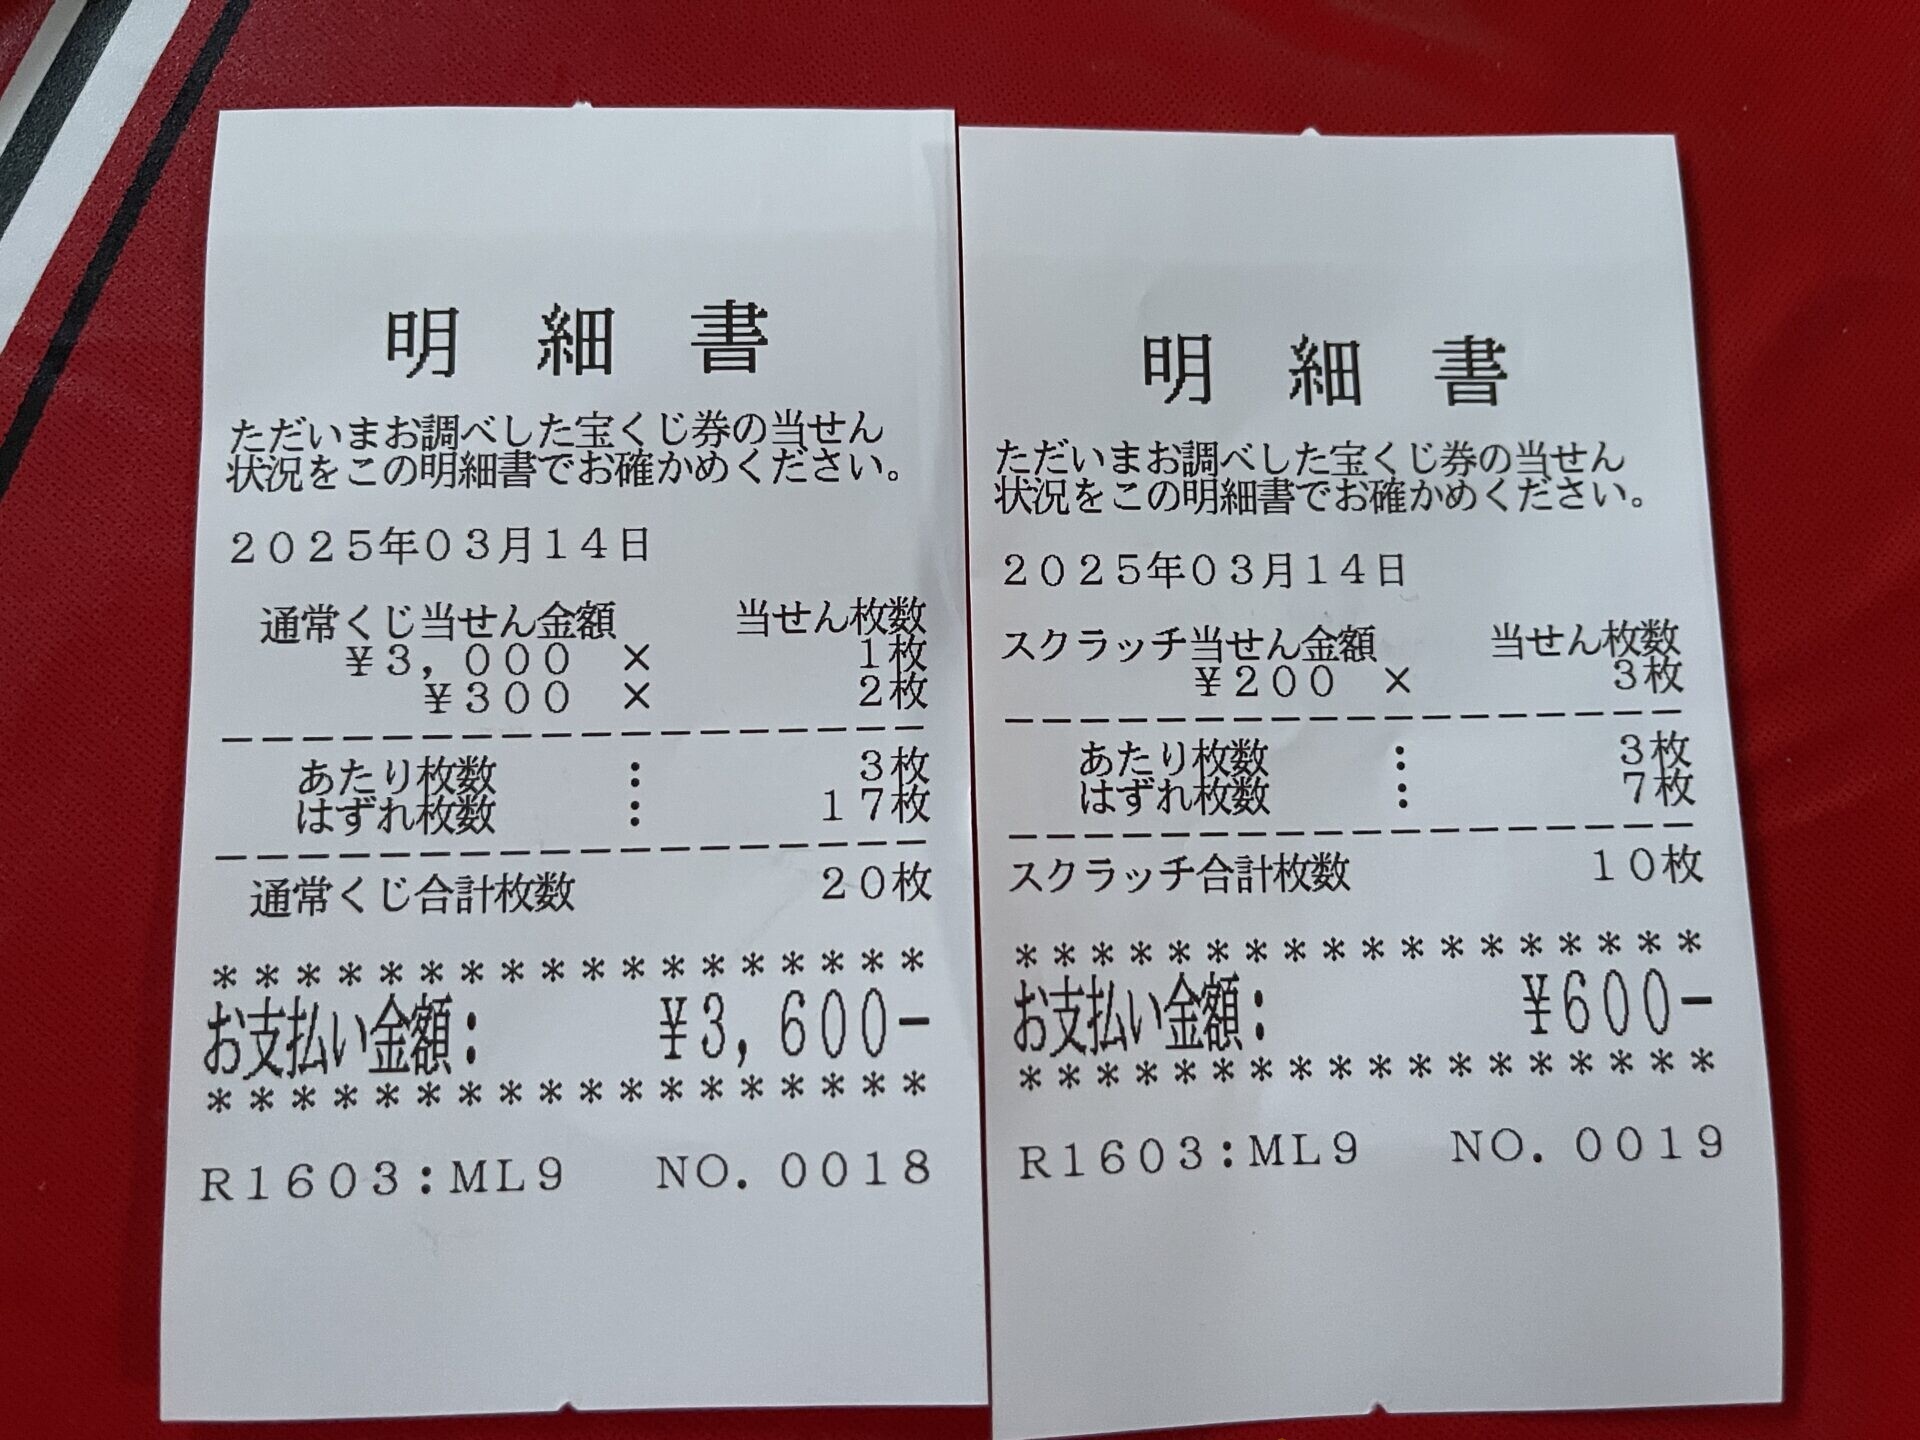 明細書
ただいまお調べした宝くじ券の当せん
状況をこの明細書でお確かめください。
2025年03月14日
通常くじ当せん金額 当せん枚数
¥3,000 × 1枚
¥300 × 2枚
あたり枚数 : 3枚
はずれ枚数 : 17枚
通常くじ合計枚数 20枚
******************
お支払い金額: ¥3,600-
******************
R1603:ML9 NO.0018
明細書
ただいまお調べした宝くじ券の当せん
状況をこの明細書でお確かめください。
2025年03月14日
スクラッチ当せん金額 当せん枚数
¥200 × 3枚
あたり枚数 : 3枚
はずれ枚数 : 7枚
スクラッチ合計枚数 10枚
******************
お支払い金額: ¥600-
******************
R1603:ML9 NO.0019